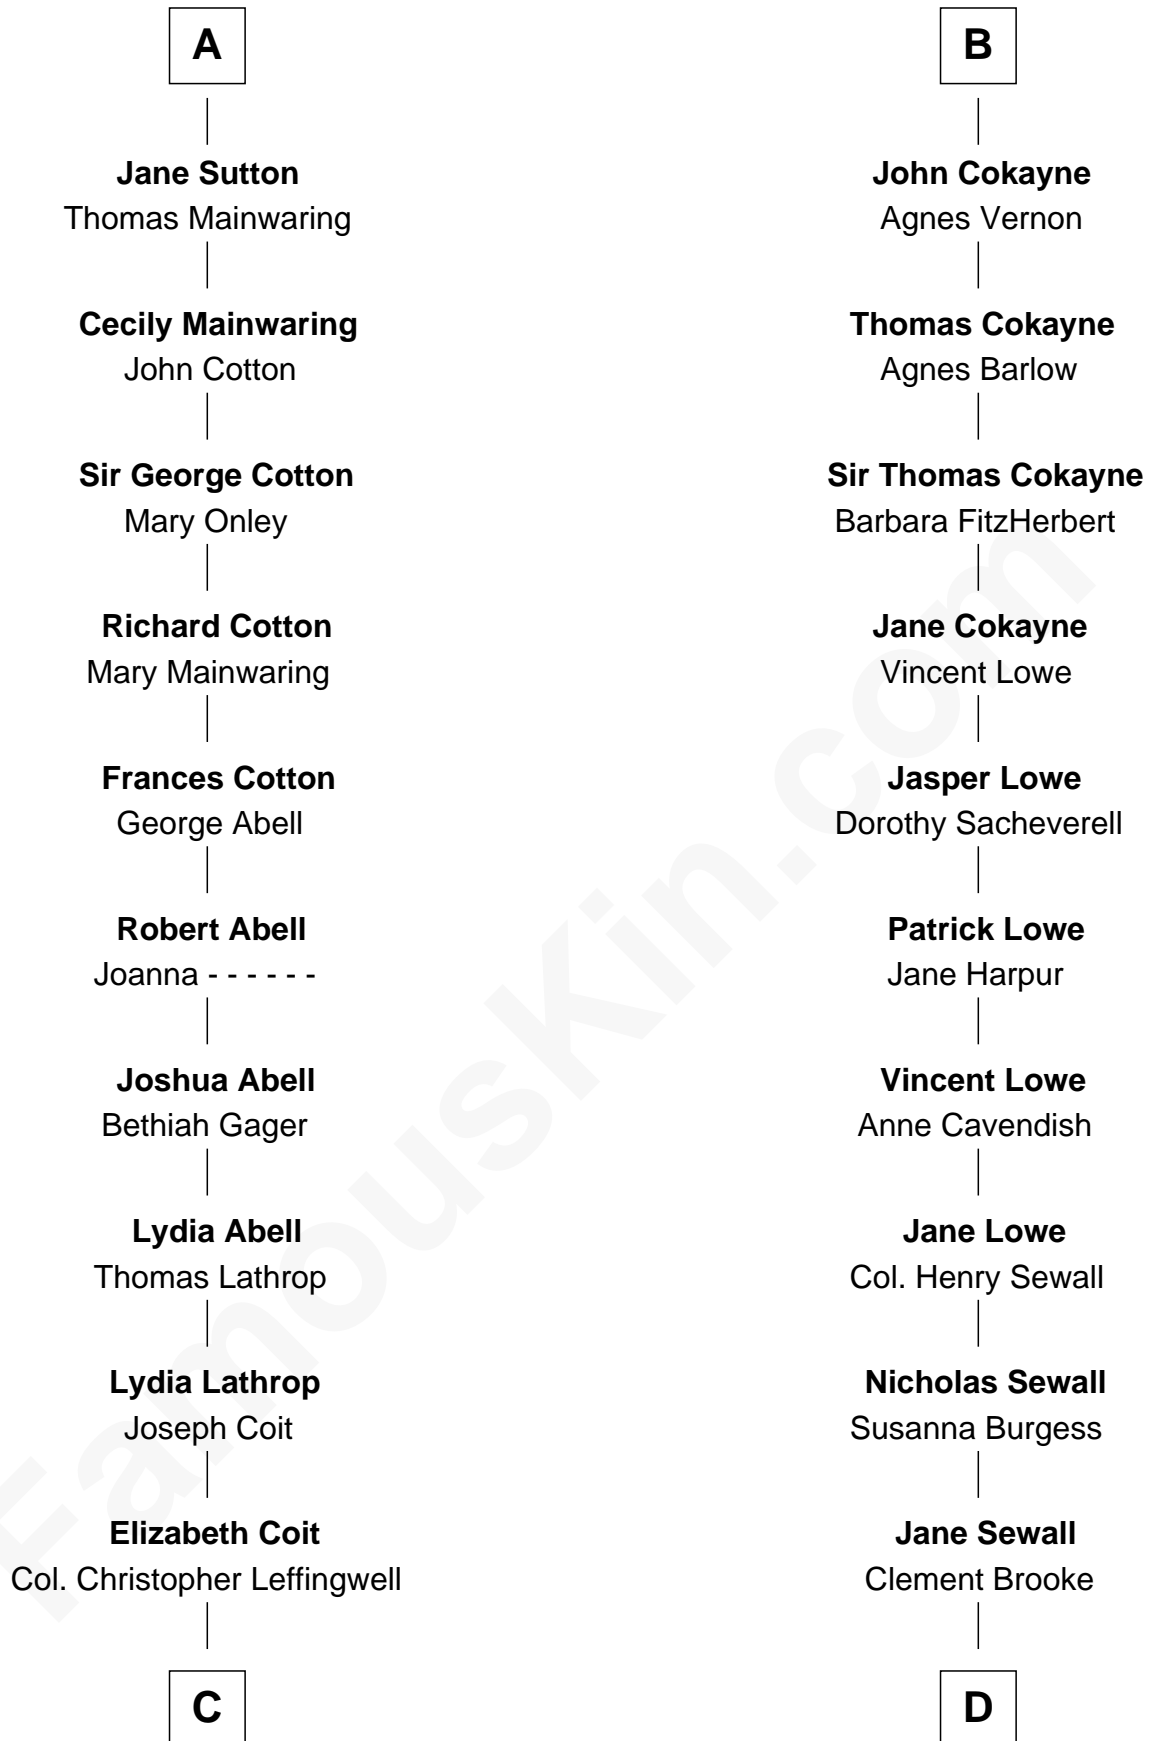 A
Jane Sutton
Thomas Mainwaring
Cecily Mainwaring
John Cotton
Sir George Cotton
Mary Onley
Richard Cotton
Mary Mainwaring
Frances Cotton
George Abell
Robert Abell
Joanna - - - - - -
Joshua Abell
Bethiah Gager
Lydia Abell
Thomas Lathrop
Lydia Lathrop
Joseph Coit
Elizabeth Coit
Col. Christopher Leffingwell
C
B
John Cokayne
Agnes Vernon
Thomas Cokayne
Agnes Barlow
Sir Thomas Cokayne
Barbara FitzHerbert
Jane Cokayne
Vincent Lowe
Jasper Lowe
Dorothy Sacheverell
Patrick Lowe
Jane Harpur
Vincent Lowe
Anne Cavendish
Jane Lowe
Col. Henry Sewall
Nicholas Sewall
Susanna Burgess
Jane Sewall
Clement Brooke
D
FamousKin.com